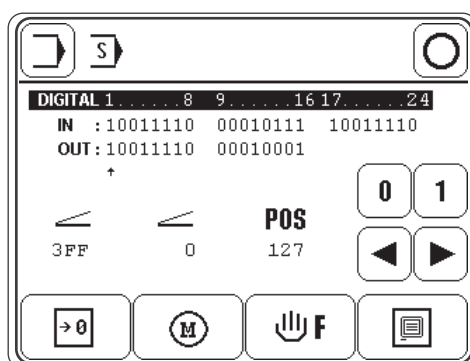 S
DIGITAL 1......8 9......16 17......24
IN :10011110 00010111 10011110
OUT:10011110 00010001
0 1
POS
3FF 0 127
→0 M F